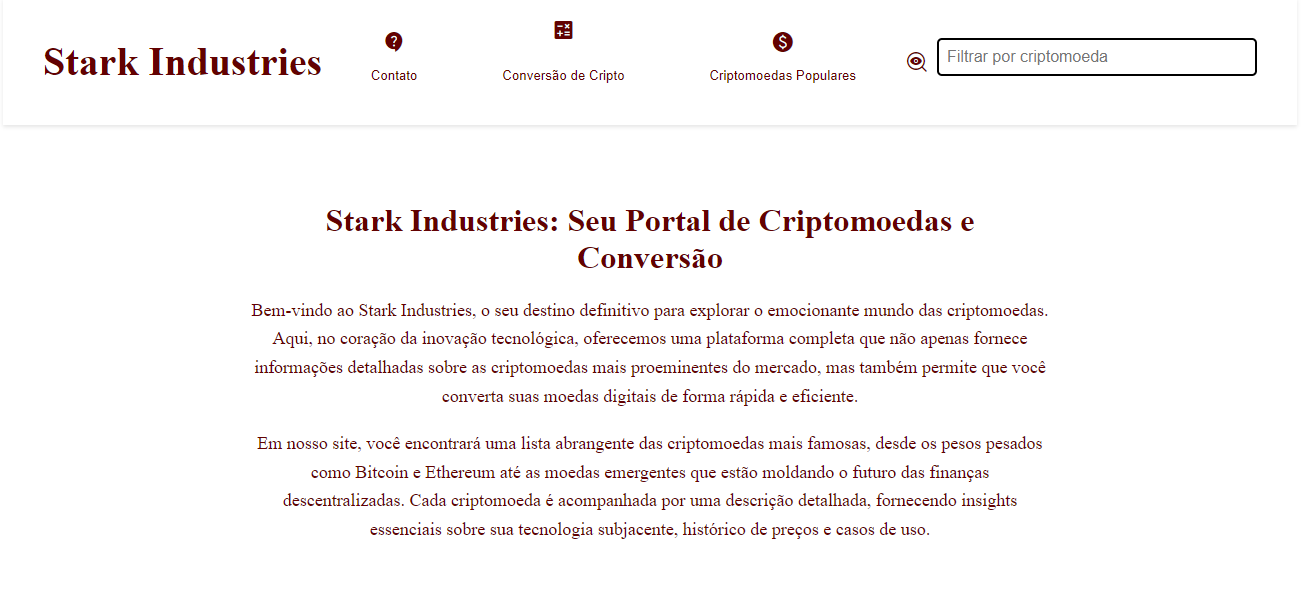 Stark Industries
Contato
Conversão de Cripto
Criptomoedas Populares
Filtrar por criptomoeda
Stark Industries: Seu Portal de Criptomoedas e
Conversão
Bem-vindo ao Stark Industries, o seu destino definitivo para explorar o emocionante mundo das criptomoedas.
Aqui, no coração da inovação tecnológica, oferecemos uma plataforma completa que não apenas fornece
informações detalhadas sobre as criptomoedas mais proeminentes do mercado, mas também permite que você
converta suas moedas digitais de forma rápida e eficiente.
Em nosso site, você encontrará uma lista abrangente das criptomoedas mais famosas, desde os pesos pesados
como Bitcoin e Ethereum até as moedas emergentes que estão moldando o futuro das finanças
descentralizadas. Cada criptomoeda é acompanhada por uma descrição detalhada, fornecendo insights
essenciais sobre sua tecnologia subjacente, histórico de preços e casos de uso.